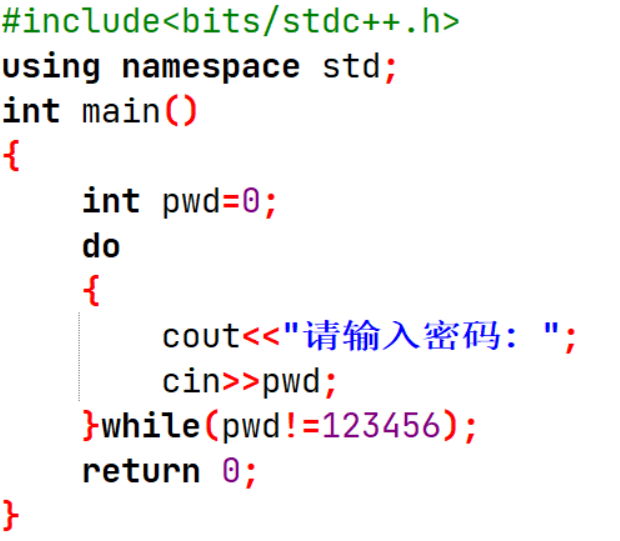 #include<bits/stdc++.h>
using namespace std;
int main()
{
    int pwd=0;
    do
    {
        cout<<"请输入密码：";
        cin>>pwd;
    }while(pwd!=123456);
    return 0;
}